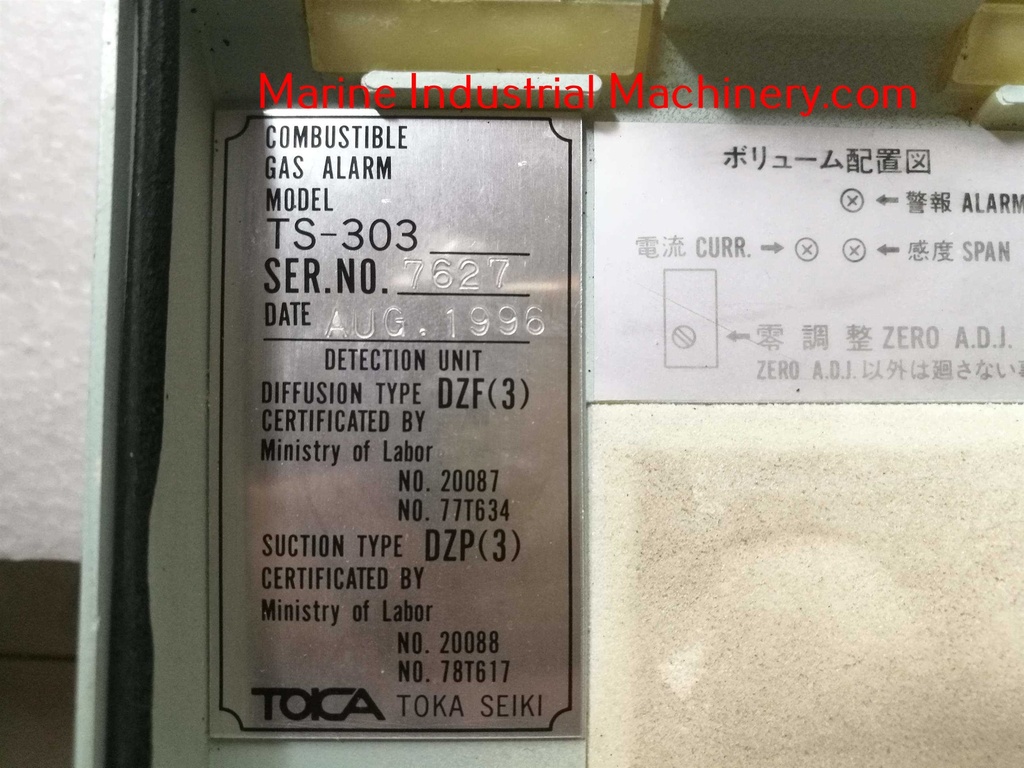 Marine Industrial Machinery.com
COMBUSTIBLE
GAS ALARM
MODEL
TS-303
SER.NO. 7627
DATE AUG. 1996
DETECTION UNIT
DIFFUSION TYPE DZF(3)
CERTIFICATED BY
Ministry of Labor
NO. 20087
NO. 77T634
SUCTION TYPE DZP(3)
CERTIFICATED BY
Ministry of Labor
NO. 20088
NO. 78T617
TOKA TOKA SEIKI
ボリューム配置図
⊗ ← 警報 ALARM
電流 CURR. → ⊗ ⊗ ← 感度 SPAN
← 零調整 ZERO A.D.J.
ZERO A.D.J.以外は廻さない